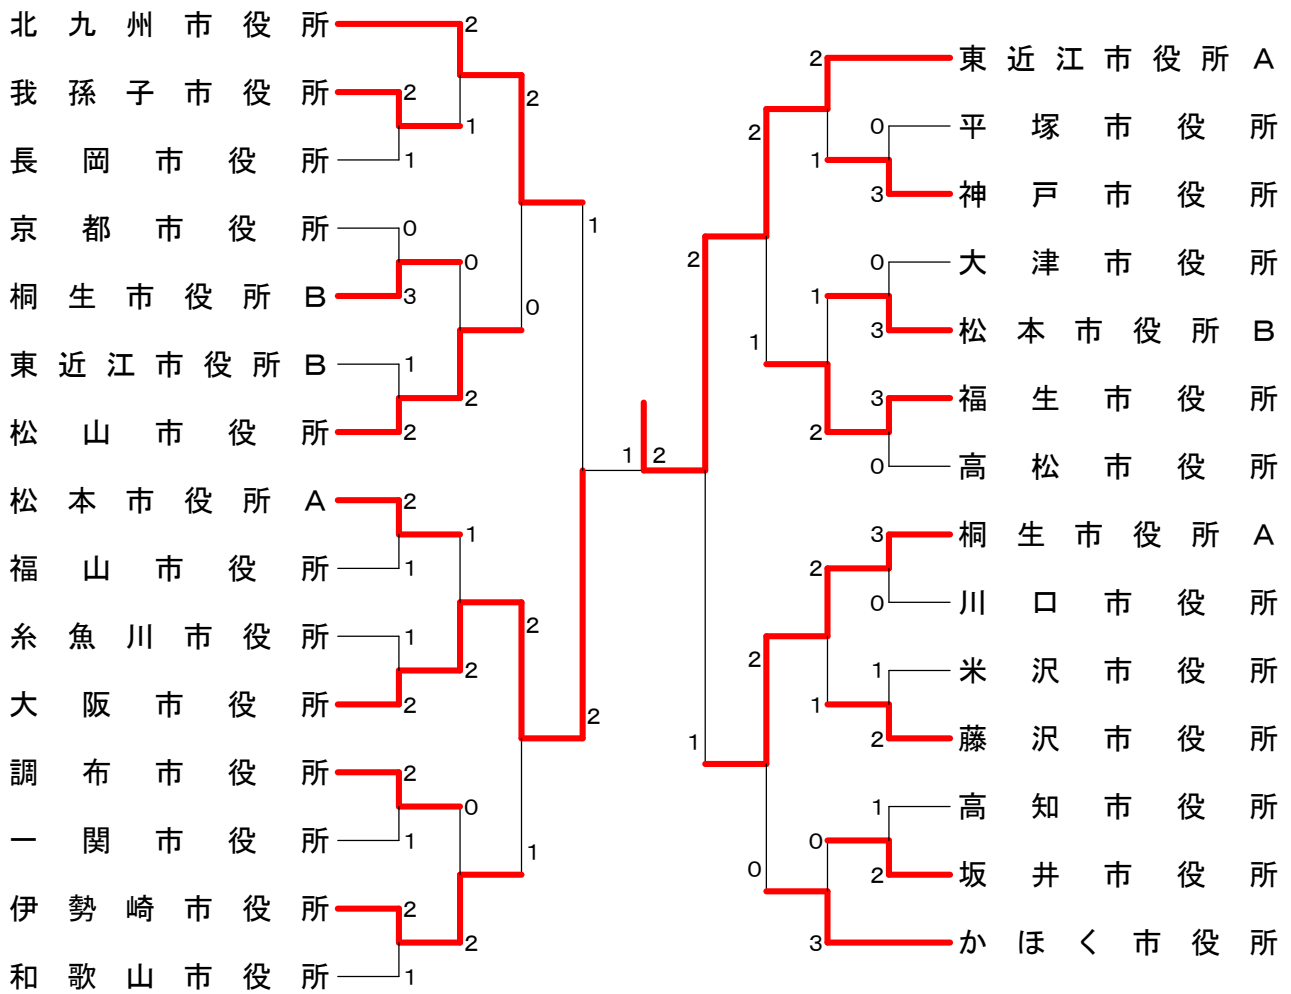 北九州市役所
2
我孫子市役所
2
2
1
長岡市役所
1
京都市役所
0
1
0
桐生市役所B
3
0
東近江市役所B
1
2
松山市役所
2
松本市役所A
2
1
福山市役所
1
糸魚川市役所
1
2
2
大阪市役所
2
2
調布市役所
2
0
一関市役所
1
1
伊勢崎市役所
2
2
和歌山市役所
1
1
2
2
東近江市役所A
2
平塚市役所
0
1
神戸市役所
3
2
大津市役所
0
1
松本市役所B
3
1
福生市役所
3
2
高松市役所
0
桐生市役所A
3
2
川口市役所
0
2
米沢市役所
1
1
藤沢市役所
2
1
高知市役所
1
0
坂井市役所
2
0
かほく市役所
3